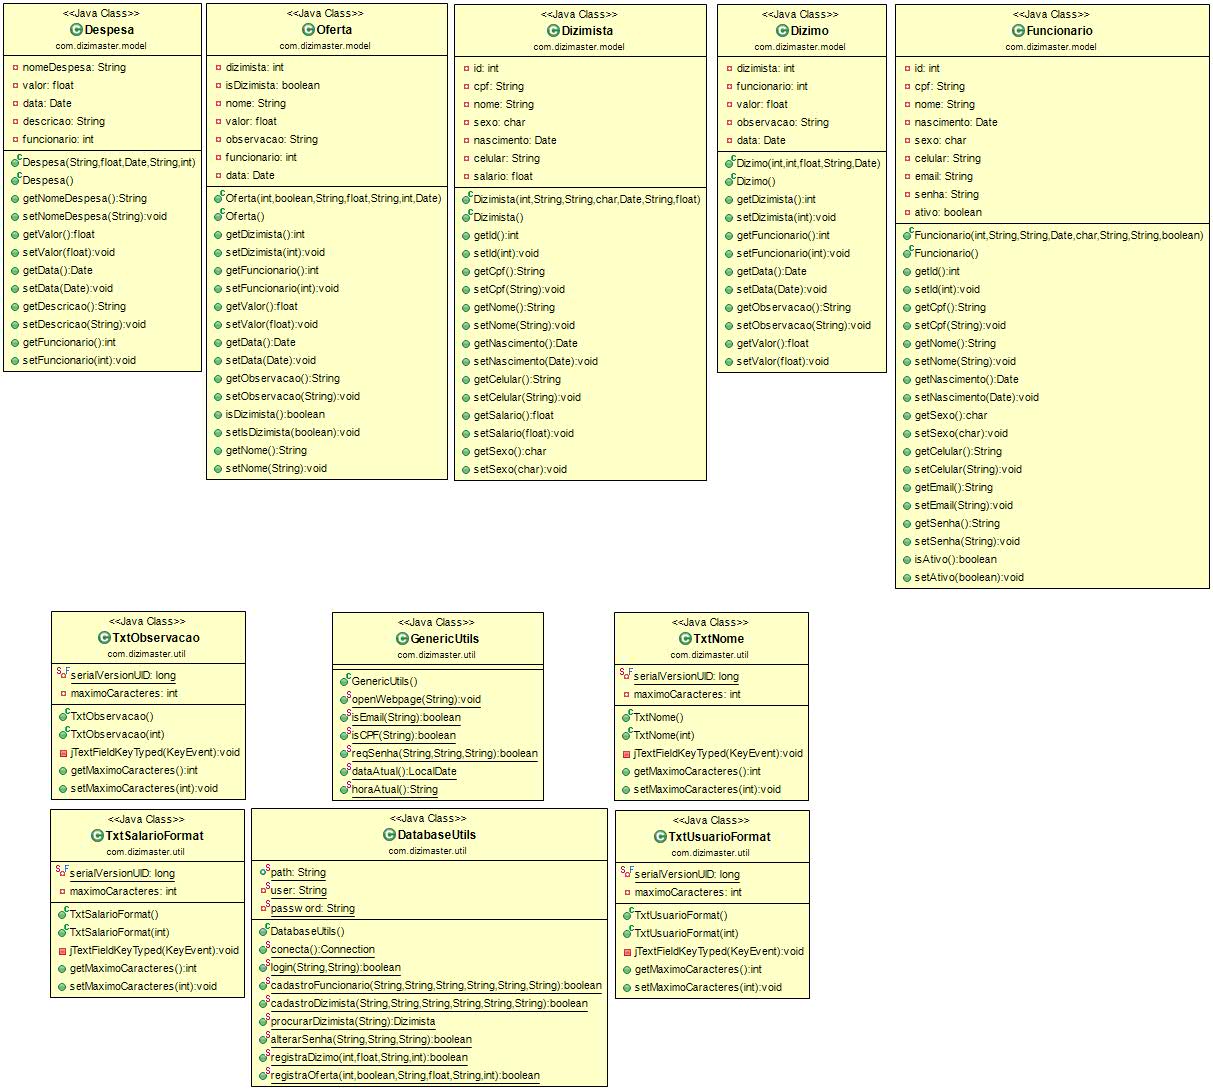 <<Java Class>>
Despesa
com.dizimaster.model
nomeDespesa: String
valor: float
data: Date
descricao: String
funcionario: int
Despesa(String,float,Date,String,int)
Despesa()
getNomeDespesa():String
setNomeDespesa(String):void
getValor():float
setValor(float):void
getData():Date
setData(Date):void
getDescricao():String
setDescricao(String):void
getFuncionario():int
setFuncionario(int):void
<<Java Class>>
Oferta
com.dizimaster.model
dizimista: int
isDizimista: boolean
nome: String
valor: float
observacao: String
funcionario: int
data: Date
Oferta(int,boolean,String,float,String,int,Date)
Oferta()
getDizimista():int
setDizimista(int):void
getFuncionario():int
setFuncionario(int):void
getValor():float
setValor(float):void
getData():Date
setData(Date):void
getObservacao():String
setObservacao(String):void
isDizimista():boolean
setIsDizimista(boolean):void
getNome():String
setNome(String):void
<<Java Class>>
Dizimista
com.dizimaster.model
id: int
cpf: String
nome: String
sexo: char
nascimento: Date
celular: String
salario: float
Dizimista(int,String,String,char,Date,String,float)
Dizimista()
getId():int
setId(int):void
getCpf():String
setCpf(String):void
getNome():String
setNome(String):void
getNascimento():Date
setNascimento(Date):void
getCelular():String
setCelular(String):void
getSalario():float
setSalario(float):void
getSexo():char
setSexo(char):void
<<Java Class>>
Dizimo
com.dizimaster.model
dizimista: int
funcionario: int
valor: float
observacao: String
data: Date
Dizimo(int,int,float,String,Date)
Dizimo()
getDizimista():int
setDizimista(int):void
getFuncionario():int
setFuncionario(int):void
getData():Date
setData(Date):void
getObservacao():String
setObservacao(String):void
getValor():float
setValor(float):void
<<Java Class>>
Funcionario
com.dizimaster.model
id: int
cpf: String
nome: String
nascimento: Date
sexo: char
celular: String
email: String
senha: String
ativo: boolean
Funcionario(int,String,String,Date,char,String,String,boolean)
Funcionario()
getId():int
setId(int):void
getCpf():String
setCpf(String):void
getNome():String
setNome(String):void
getNascimento():Date
setNascimento(Date):void
getSexo():char
setSexo(char):void
getCelular():String
setCelular(String):void
getEmail():String
setEmail(String):void
getSenha():String
setSenha(String):void
isAtivo():boolean
setAtivo(boolean):void
<<Java Class>>
TxtObservacao
com.dizimaster.util
serialVersionUID: long
maximoCaracteres: int
TxtObservacao()
TxtObservacao(int)
jTextFieldKeyTyped(KeyEvent):void
getMaximoCaracteres():int
setMaximoCaracteres(int):void
<<Java Class>>
GenericUtils
com.dizimaster.util
GenericUtils()
openWebpage(String):void
isEmail(String):boolean
isCPF(String):boolean
reqSenha(String,String,String):boolean
dataAtual():LocalDate
horaAtual():String
<<Java Class>>
TxtNome
com.dizimaster.util
serialVersionUID: long
maximoCaracteres: int
TxtNome()
TxtNome(int)
jTextFieldKeyTyped(KeyEvent):void
getMaximoCaracteres():int
setMaximoCaracteres(int):void
<<Java Class>>
TxtSalarioFormat
com.dizimaster.util
serialVersionUID: long
maximoCaracteres: int
TxtSalarioFormat()
TxtSalarioFormat(int)
jTextFieldKeyTyped(KeyEvent):void
getMaximoCaracteres():int
setMaximoCaracteres(int):void
<<Java Class>>
DatabaseUtils
com.dizimaster.util
path: String
user: String
password: String
DatabaseUtils()
conecta():Connection
login(String,String):boolean
cadastroFuncionario(String,String,String,String,String,String):boolean
cadastroDizimista(String,String,String,String,String,String):boolean
procurarDizimista(String):Dizimista
alterarSenha(String,String,String):boolean
registraDizimo(int,float,String,int):boolean
registraOferta(int,boolean,String,float,String,int):boolean
<<Java Class>>
TxtUsuarioFormat
com.dizimaster.util
serialVersionUID: long
maximoCaracteres: int
TxtUsuarioFormat()
TxtUsuarioFormat(int)
jTextFieldKeyTyped(KeyEvent):void
getMaximoCaracteres():int
setMaximoCaracteres(int):void